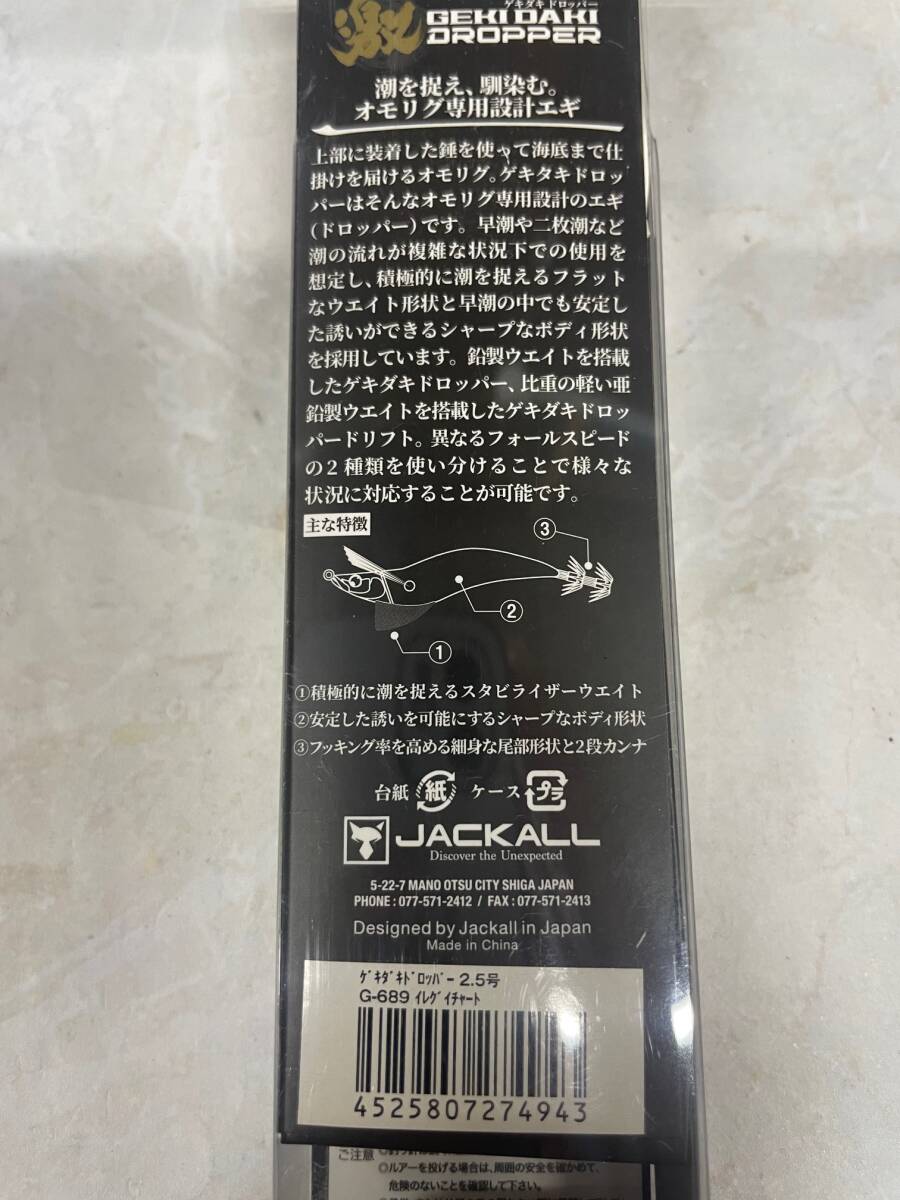 激
ゲキダキドロッパー
GEKI DAKI
DROPPER
潮を捉え、馴染む。
オモリグ専用設計エギ
上部に装着した錘を使って海底まで仕
掛けを届けるオモリグ。ゲキダキドロッ
パーはそんなオモリグ専用設計のエギ
(ドロッパー)です。早潮や二枚潮など
潮の流れが複雑な状況下での使用を
想定し、積極的に潮を捉えるフラット
なウエイト形状と早潮の中でも安定し
た誘いができるシャープなボディ形状
を採用しています。鉛製ウエイトを搭載
したゲキダキドロッパー、比重の軽い亜
鉛製ウエイトを搭載したゲキダキドロッ
パードリフト。異なるフォールスピード
の2種類を使い分けることで様々な
状況に対応することが可能です。
主な特徴
③
②
①
①積極的に潮を捉えるスタビライザーウエイト
②安定した誘いを可能にするシャープなボディ形状
③フッキング率を高める細身な尾部形状と2段カンナ
台紙 紙 ケース プラ
JACKALL
Discover the Unexpected
5-22-7 MANO OTSU CITY SHIGA JAPAN
PHONE : 077-571-2412 / FAX : 077-571-2413
Designed by Jackall in Japan
Made in China
ｹﾞｷﾀﾞｷﾄﾞﾛｯﾊﾟｰ 2.5号
G-689 ｲﾚｸﾞｲﾁｬｰﾄ
4525807274943
ご注意
◎ルアーを投げる場合は、周囲の安全を確かめて、
危険のないことを確認して下さい。